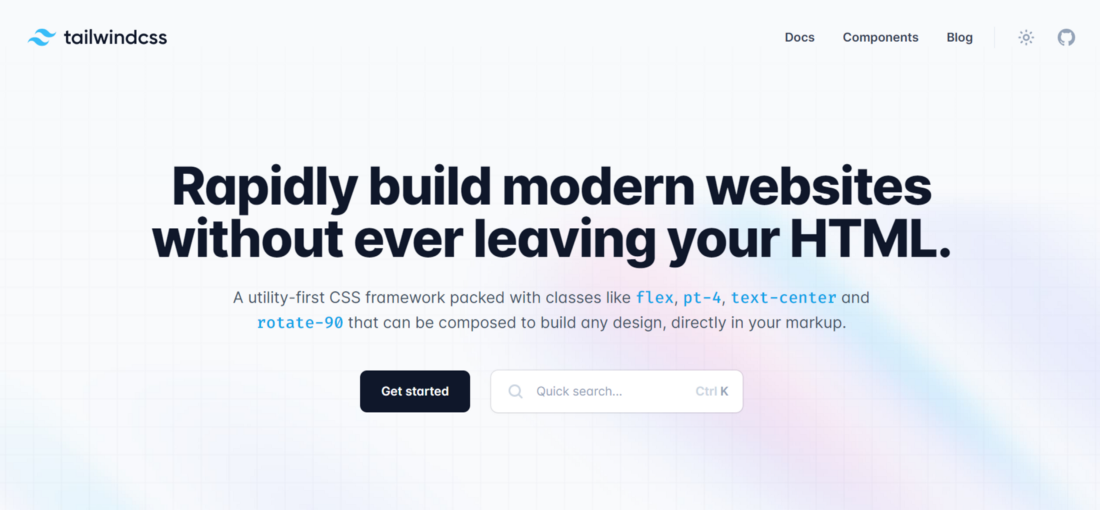 tailwindcss
Docs Components Blog
Rapidly build modern websites
without ever leaving your HTML.
A utility-first CSS framework packed with classes like flex, pt-4, text-center and
rotate-90 that can be composed to build any design, directly in your markup.
Get started Quick search... Ctrl K